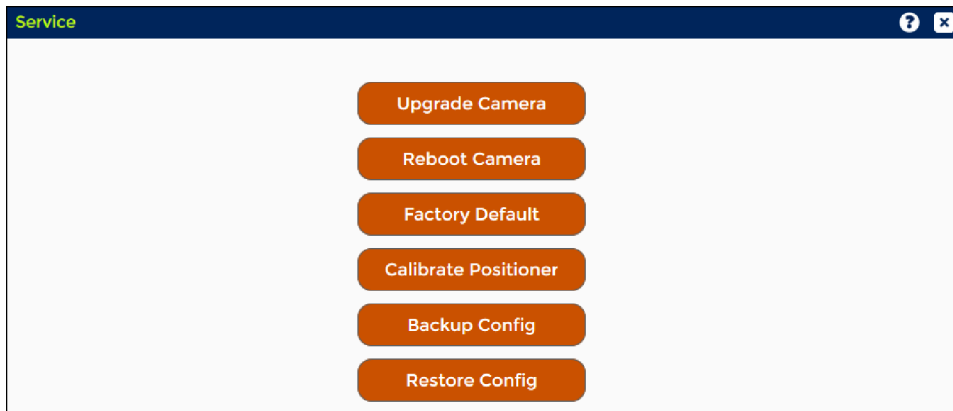 Service
Upgrade Camera
Reboot Camera
Factory Default
Calibrate Positioner
Backup Config
Restore Config